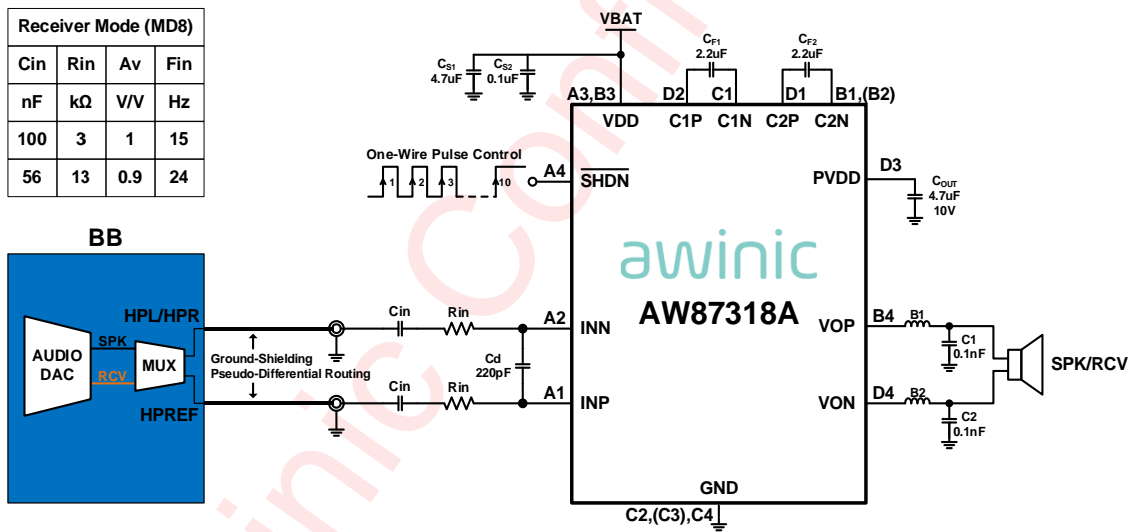 Receiver Mode (MD8)
Cin Rin Av Fin
nF kΩ V/V Hz
100 3 1 15
56 13 0.9 24
VBAT
CS1
4.7uF
CS2
0.1uF
CF1
2.2uF
CF2
2.2uF
A3,B3 D2 C1 D1 B1,(B2)
VDD C1P C1N C2P C2N
One-Wire Pulse Control
1 2 3 10
A4
SHDN
PVDD
D3
COUT
4.7uF
10V
awinic
AW87318A
BB
AUDIO
DAC
SPK
RCV
MUX
HPL/HPR
HPREF
Ground-Shielding
Pseudo-Differential Routing
Cin Rin
A2
INN
Cd
220pF
Cin Rin
A1
INP
VOP
B4
B1
C1
0.1nF
VON
D4
B2
C2
0.1nF
SPK/RCV
GND
C2,(C3),C4
awinic Con